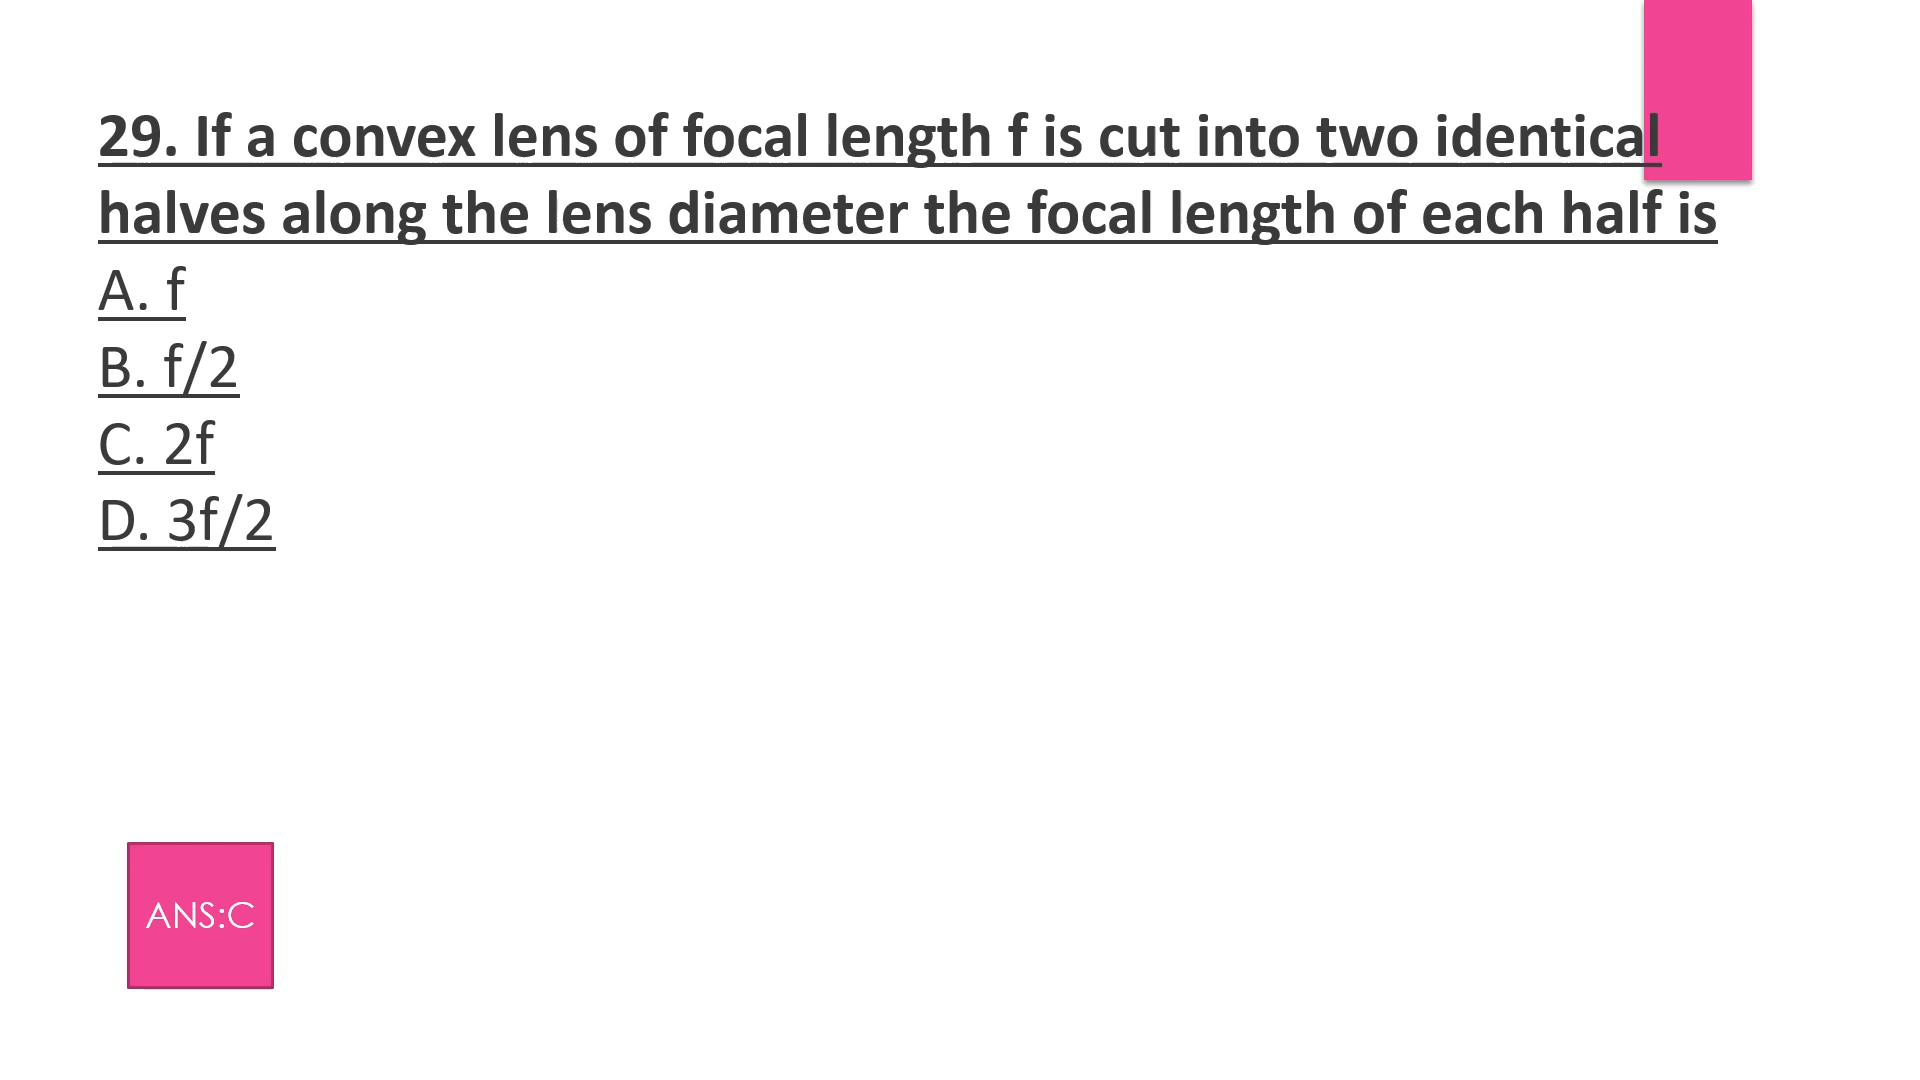 29. If a convex lens of focal length f is cut into two identical
halves along the lens diameter the focal length of each half is
A. f
B. f/2
C. 2f
D. 3f/2
ANS:C